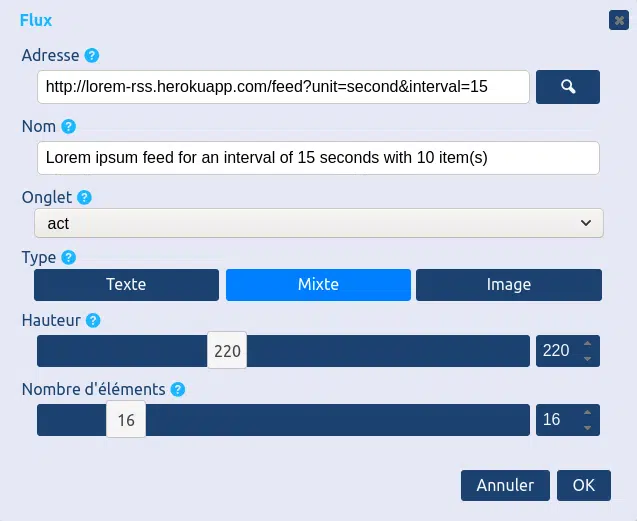 Flux
Adresse ?
http://lorem-rss.herokuapp.com/feed?unit=second&interval=15
Nom ?
Lorem ipsum feed for an interval of 15 seconds with 10 item(s)
Onglet ?
act
Type ?
Texte Mixte Image
Hauteur ?
220 220
Nombre d'éléments ?
16 16
Annuler OK